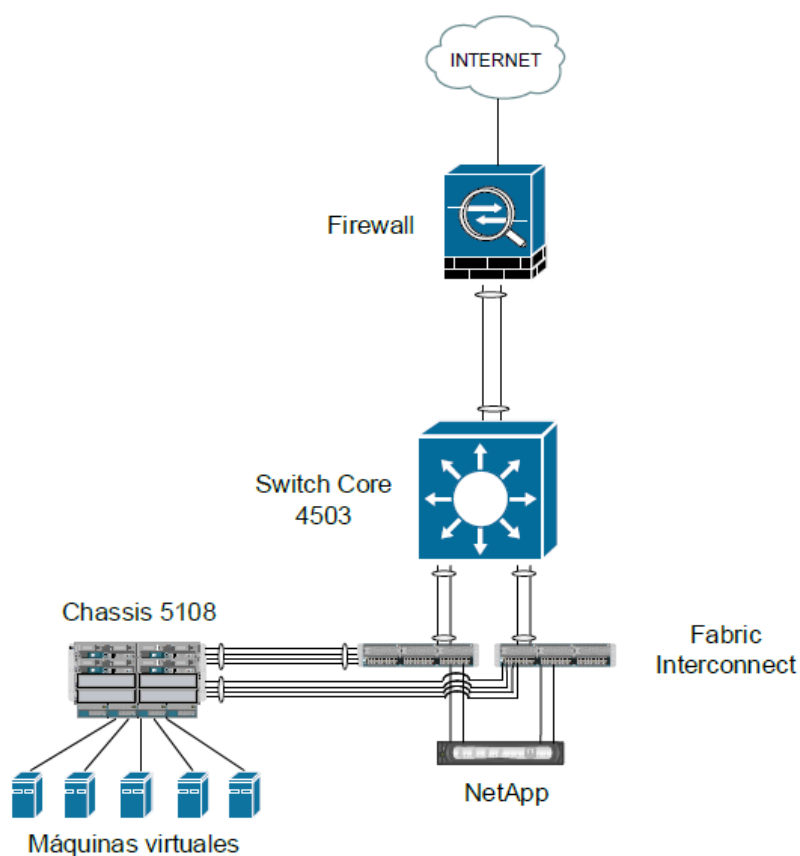 INTERNET
Firewall
Switch Core
4503
Chassis 5108
Fabric
Interconnect
NetApp
Máquinas virtuales